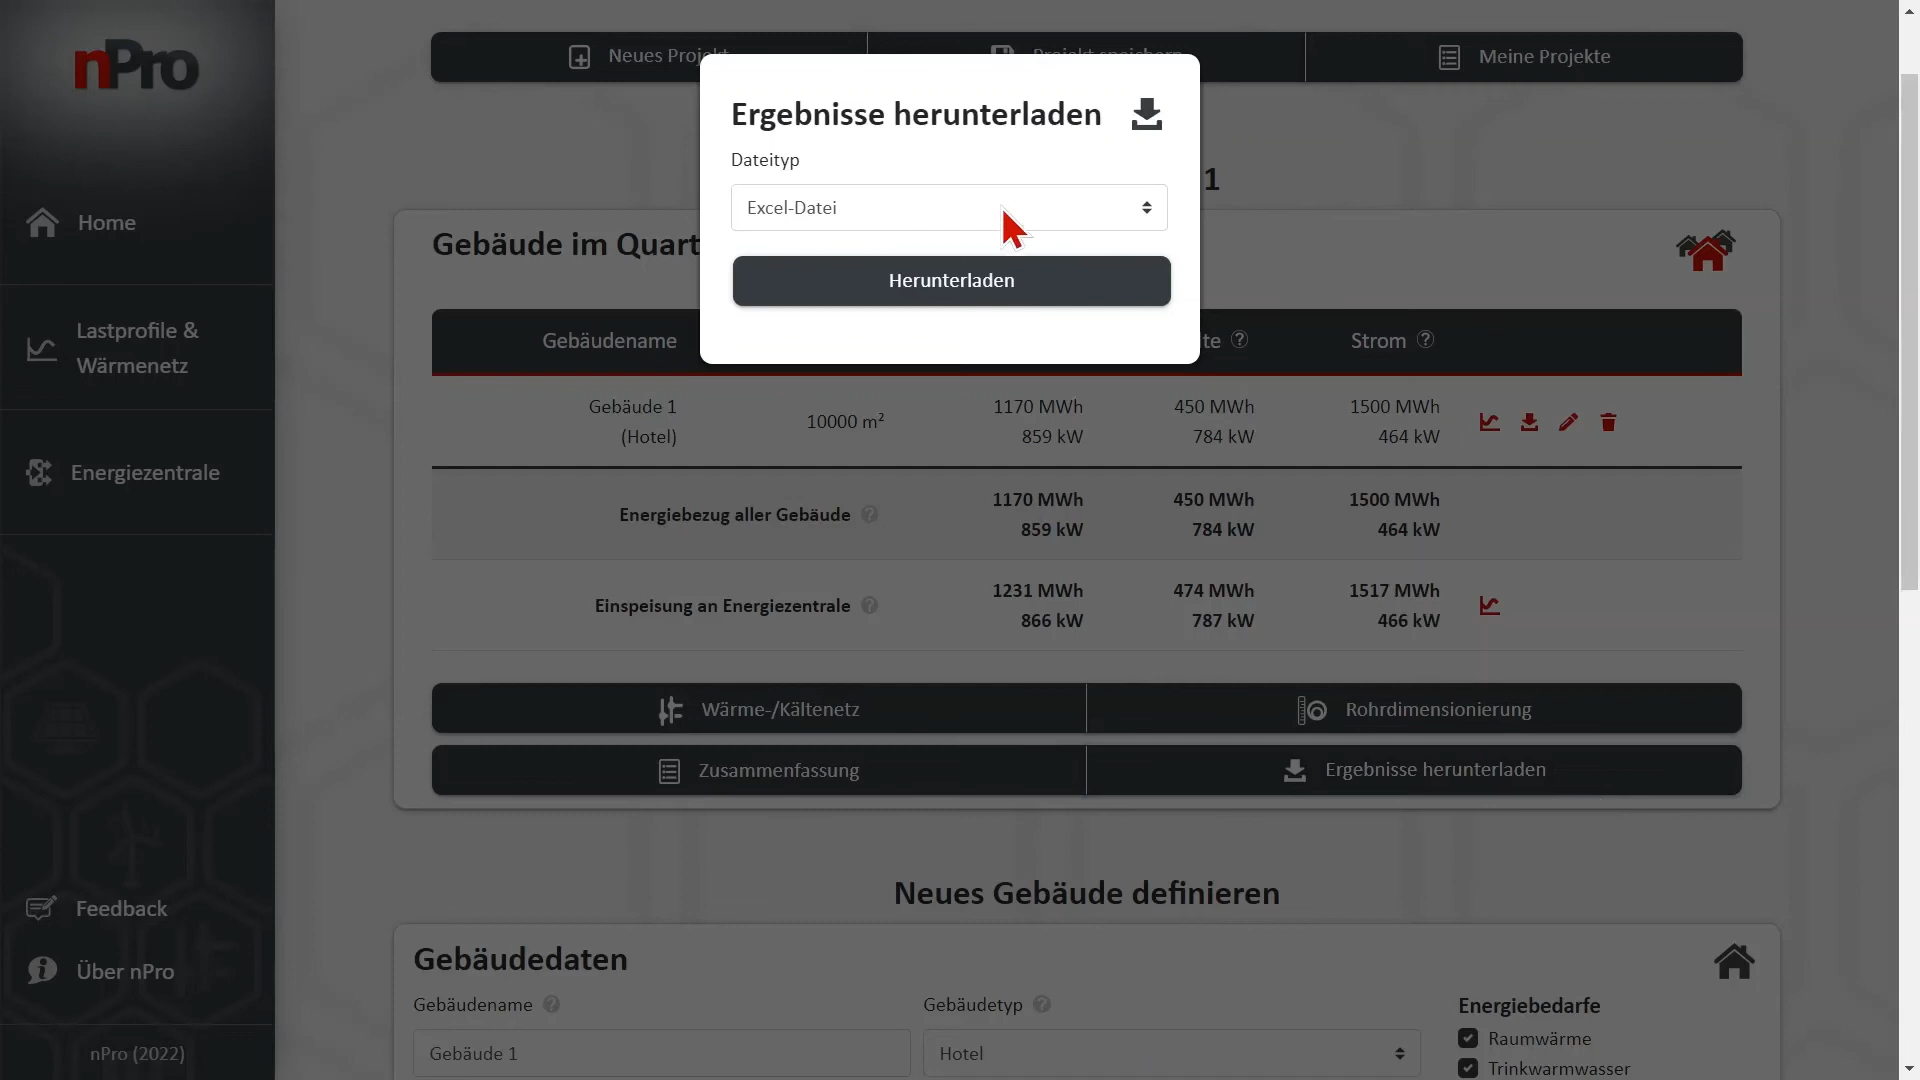 nPro
Home
Lastprofile &
Wärmenetz
Energiezentrale
Feedback
Über nPro
nPro (2022)
Neues Projekt
Projekt speichern
Meine Projekte
Ergebnisse herunterladen
Dateityp
Excel-Datei
Herunterladen
1
Gebäude im Quart
Gebäudename
lte
Strom
Gebäude 1
(Hotel)
10000 m²
1170 MWh
859 kW
450 MWh
784 kW
1500 MWh
464 kW
Energiebezug aller Gebäude
1170 MWh
859 kW
450 MWh
784 kW
1500 MWh
464 kW
Einspeisung an Energiezentrale
1231 MWh
866 kW
474 MWh
787 kW
1517 MWh
466 kW
Wärme-/Kältenetz
Rohrdimensionierung
Zusammenfassung
Ergebnisse herunterladen
Neues Gebäude definieren
Gebäudedaten
Gebäudename
Gebäude 1
Gebäudetyp
Hotel
Energiebedarfe
Raumwärme
Trinkwarmwasser